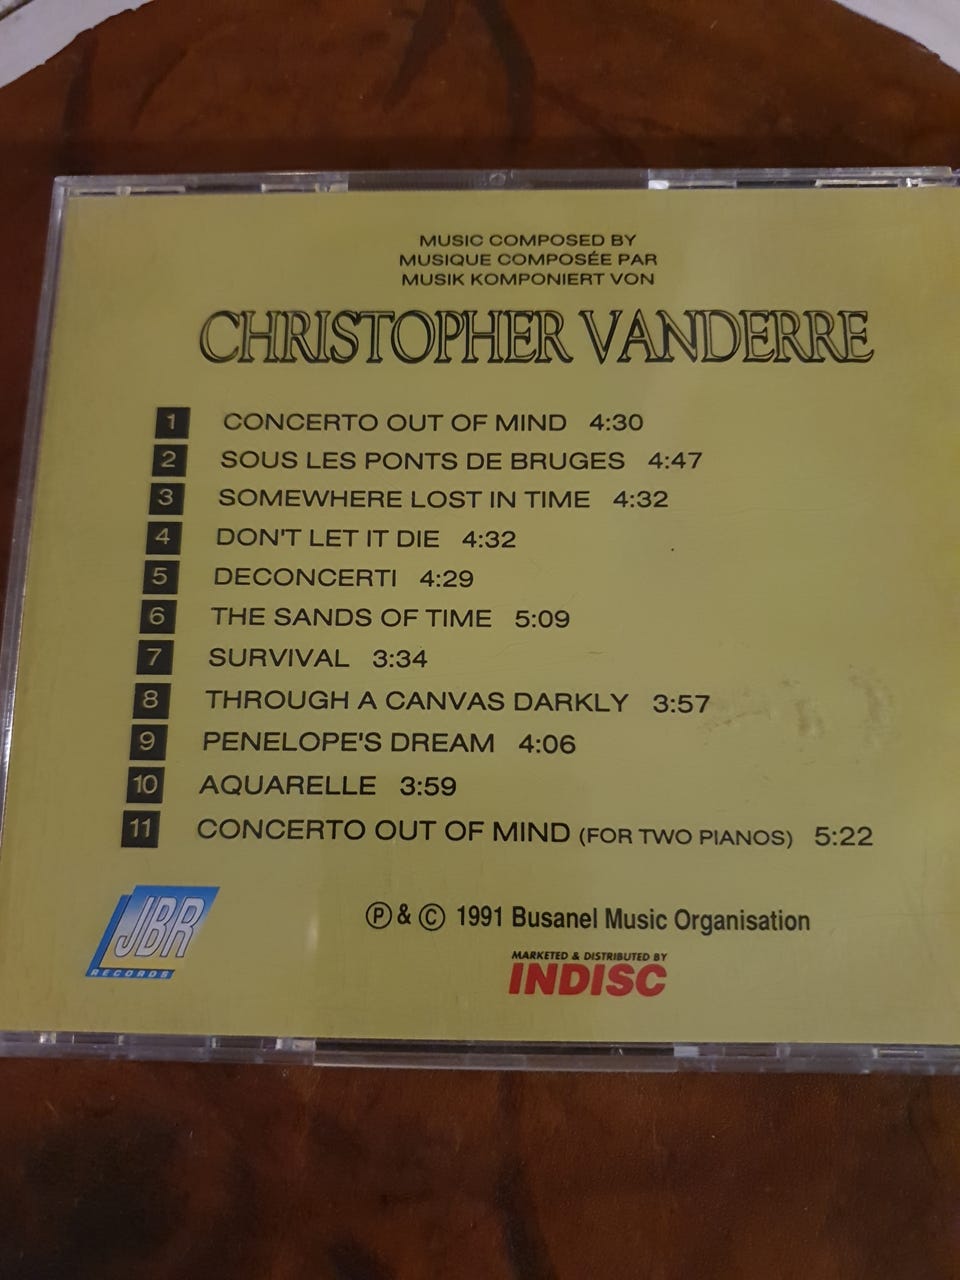 MUSIC COMPOSED BY
MUSIQUE COMPOSÉE PAR
MUSIK KOMPONIERT VON
CHRISTOPHER VANDERRE
1 CONCERTO OUT OF MIND 4:30
2 SOUS LES PONTS DE BRUGES 4:47
3 SOMEWHERE LOST IN TIME 4:32
4 DON'T LET IT DIE 4:32
5 DECONCERTI 4:29
6 THE SANDS OF TIME 5:09
7 SURVIVAL 3:34
8 THROUGH A CANVAS DARKLY 3:57
9 PENELOPE'S DREAM 4:06
10 AQUARELLE 3:59
11 CONCERTO OUT OF MIND (FOR TWO PIANOS) 5:22
JBR
RECORDS
Ⓟ & © 1991 Busanel Music Organisation
MARKETED & DISTRIBUTED BY
INDISC